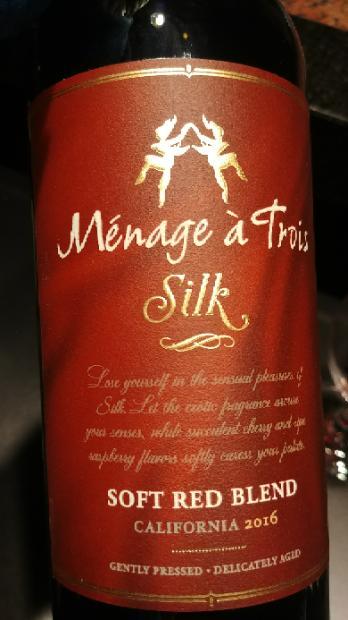 Ménage à Trois
Silk
Lose yourself in the sensual pleasures of
Silk. Let the exotic fragrance arouse
your senses, while succulent cherry and ripe
raspberry flavors softly caress your palate.
SOFT RED BLEND
CALIFORNIA 2016
GENTLY PRESSED • DELICATELY AGED